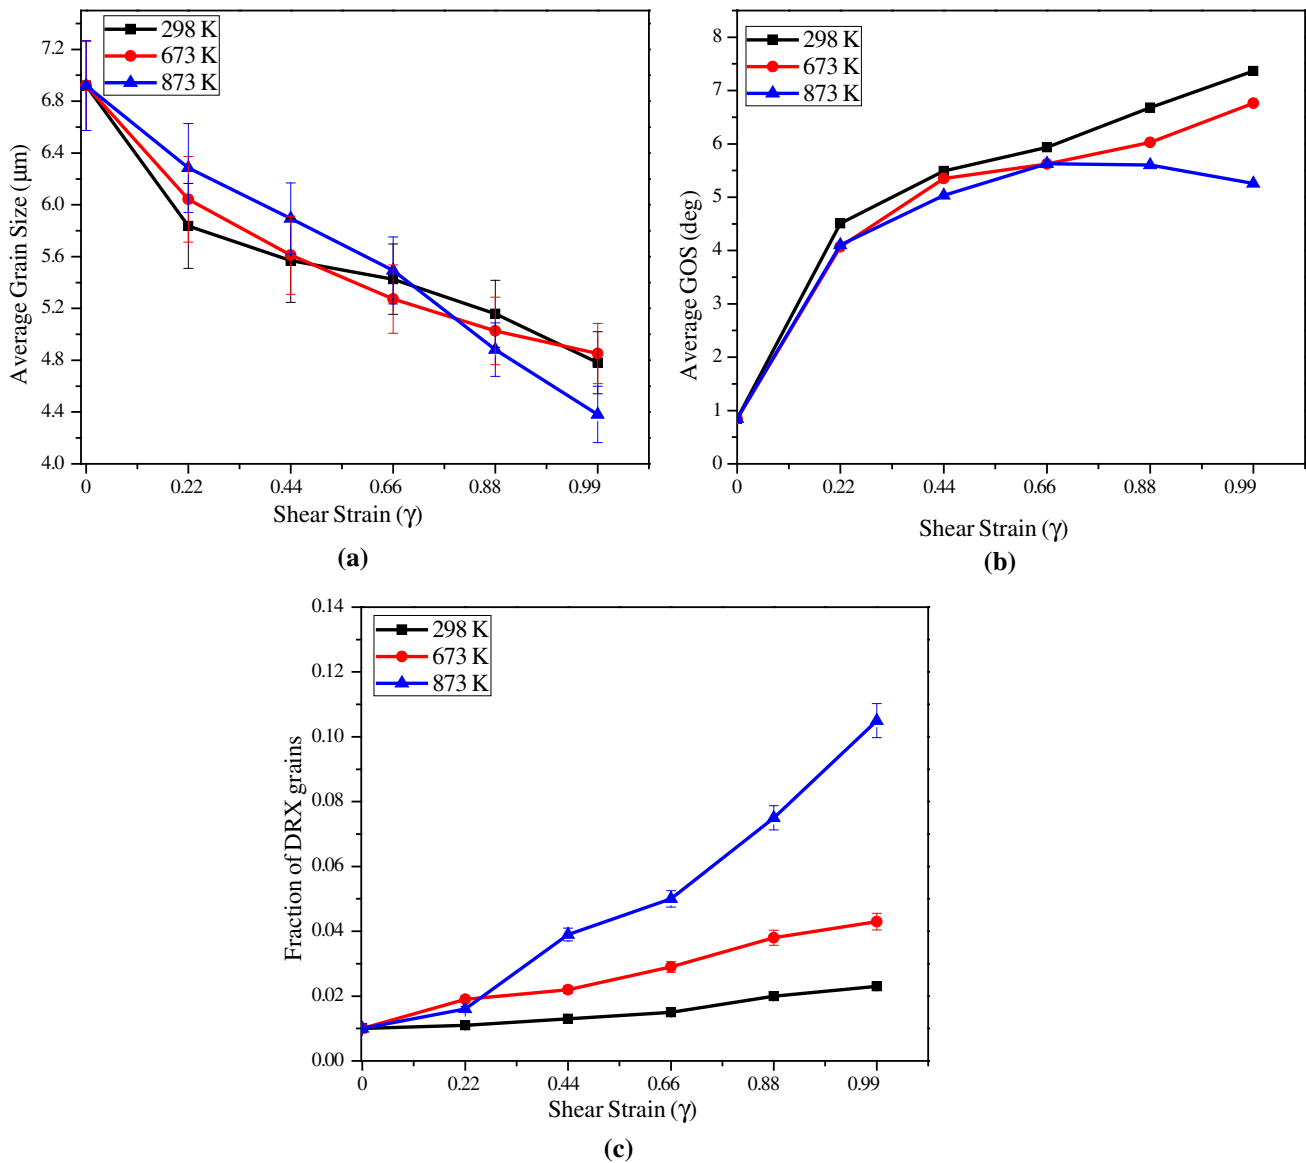 298 K
673 K
873 K
7.2
6.8
6.4
6.0
5.6
5.2
4.8
4.4
4.0
Average Grain Size (µm)
0 0.22 0.44 0.66 0.88 0.99
Shear Strain (γ)
(a)
298 K
673 K
873 K
8
7
6
5
4
3
2
1
0
Average GOS (deg)
0 0.22 0.44 0.66 0.88 0.99
Shear Strain (γ)
(b)
298 K
673 K
873 K
0.14
0.12
0.10
0.08
0.06
0.04
0.02
0.00
Fraction of DRX grains
0 0.22 0.44 0.66 0.88 0.99
Shear Strain (γ)
(c)